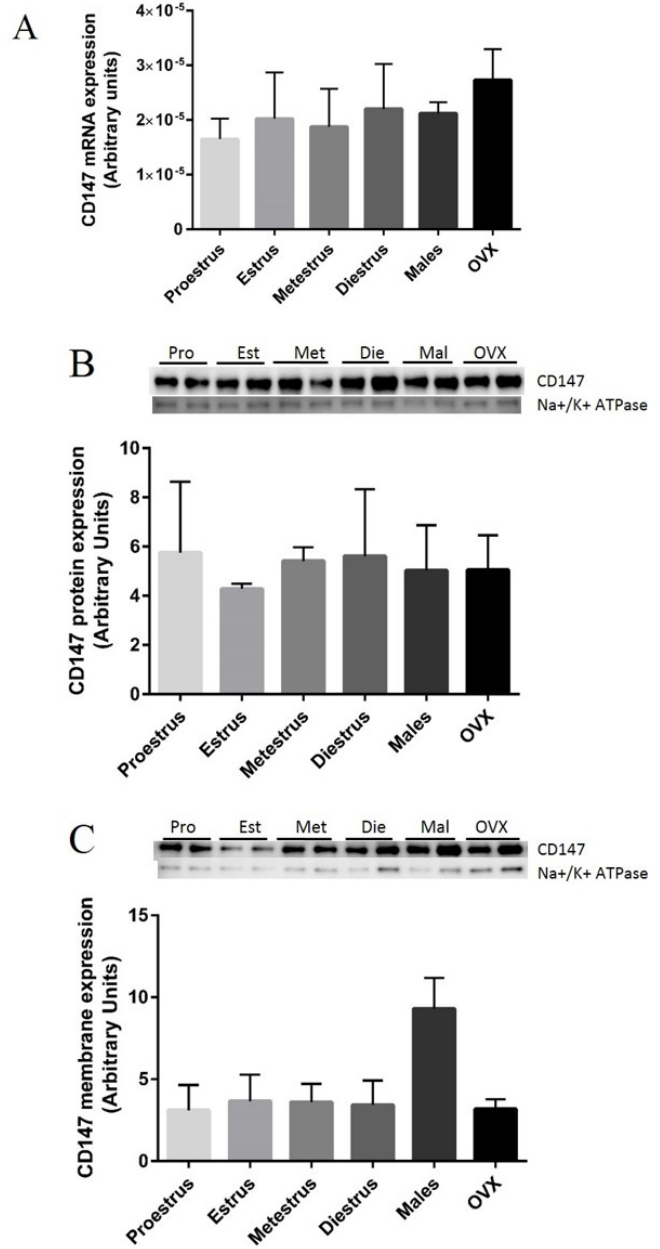 A
CD147 mRNA expression
(Arbitrary units)
4×10-5
3×10-5
2×10-5
1×10-5
0
Proestrus
Estrus
Metestrus
Diestrus
Males
OVX
B
Pro Est Met Die Mal OVX
CD147
Na+/K+ ATPase
CD147 protein expression
(Arbitrary Units)
10
8
6
4
2
0
Proestrus
Estrus
Metestrus
Diestrus
Males
OVX
C
Pro Est Met Die Mal OVX
CD147
Na+/K+ ATPase
CD147 membrane expression
(Arbitrary Units)
15
10
5
0
Proestrus
Estrus
Metestrus
Diestrus
Males
OVX